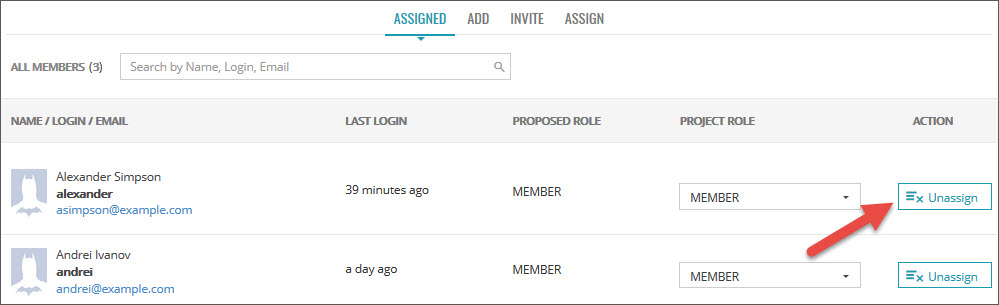 ASSIGNED ADD INVITE ASSIGN
ALL MEMBERS (3) Search by Name, Login, Email
NAME / LOGIN / EMAIL LAST LOGIN PROPOSED ROLE PROJECT ROLE ACTION
Alexander Simpson
alexander
asimpson@example.com
39 minutes ago
MEMBER
MEMBER
Unassign
Andrei Ivanov
andrei
andrei@example.com
a day ago
MEMBER
MEMBER
Unassign